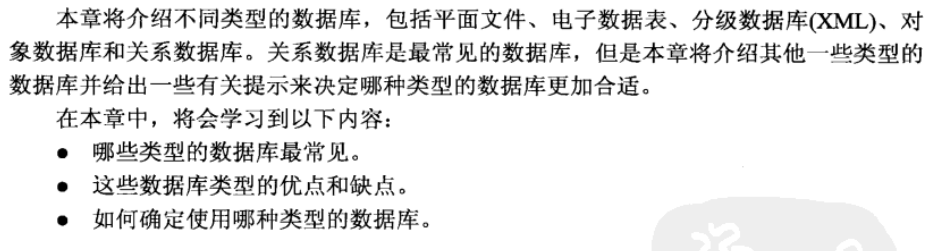 本章将介绍不同类型的数据库，包括平面文件、电子数据表、分级数据库(XML)、对
象数据库和关系数据库。关系数据库是最常见的数据库，但是本章将介绍其他一些类型的
数据库并给出一些有关提示来决定哪种类型的数据库更加合适。
在本章中，将会学习到以下内容：
● 哪些类型的数据库最常见。
● 这些数据库类型的优点和缺点。
● 如何确定使用哪种类型的数据库。